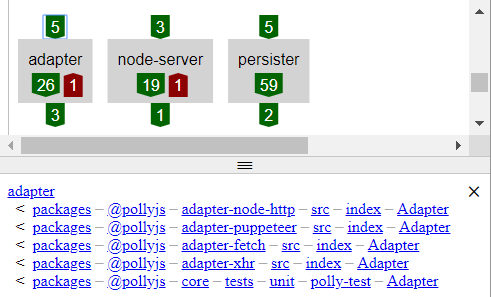 5 3 5
adapter node-server persister
26 1 19 1 59
3 1 2
adapter
< packages – @pollyjs – adapter-node-http – src – index – Adapter
< packages – @pollyjs – adapter-puppeteer – src – index – Adapter
< packages – @pollyjs – adapter-fetch – src – index – Adapter
< packages – @pollyjs – adapter-xhr – src – index – Adapter
< packages – @pollyjs – core – tests – unit – polly-test – Adapter